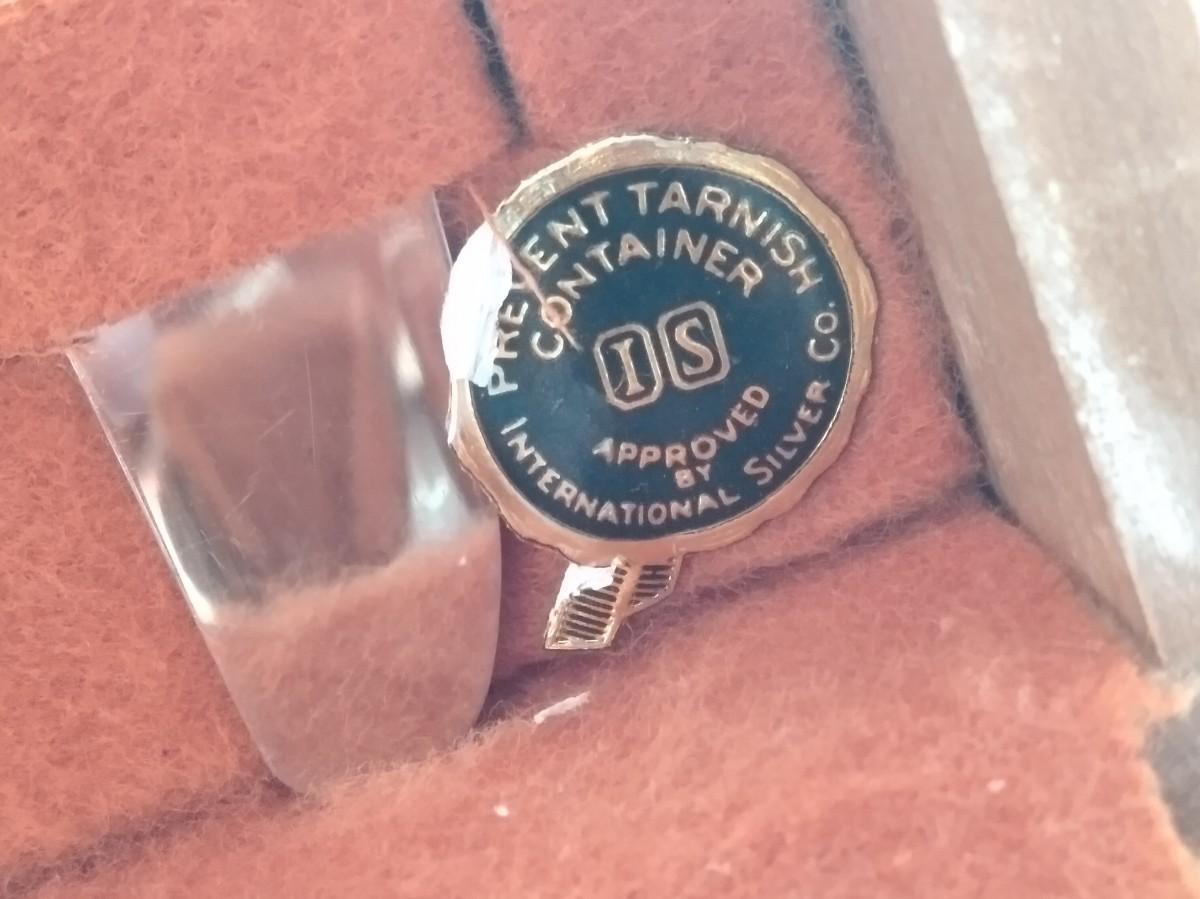 PREVENT TARNISH
CONTAINER
IS
APPROVED
BY
INTERNATIONAL SILVER CO.